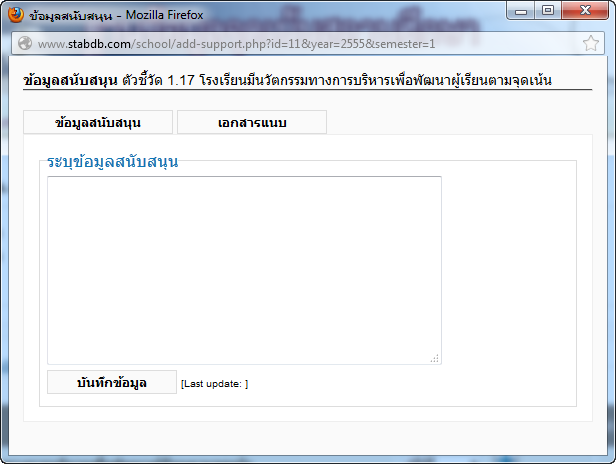 ข้อมูลสนับสนุน - Mozilla Firefox
www.stabdb.com/school/add-support.php?id=11&year=2555&semester=1
ข้อมูลสนับสนุน ตัวชี้วัด 1.17 โรงเรียนมีนวัตกรรมทางการบริหารเพื่อพัฒนาผู้เรียนตามจุดเน้น
ข้อมูลสนับสนุน เอกสารแนบ
ระบุข้อมูลสนับสนุน
บันทึกข้อมูล [Last update: ]